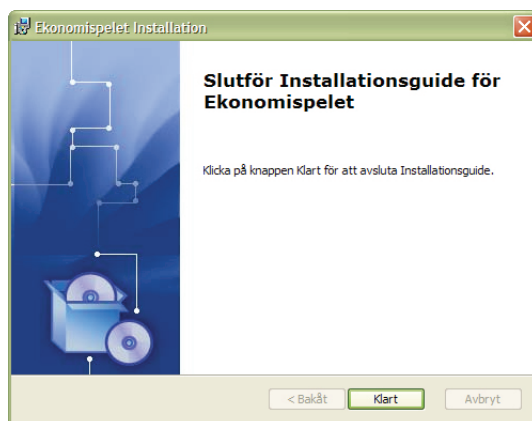 Ekonomispelet Installation
Slutför Installationsguide för
Ekonomispelet
Klicka på knappen Klart för att avsluta Installationsguide.
< Bakåt
Klart
Avbryt